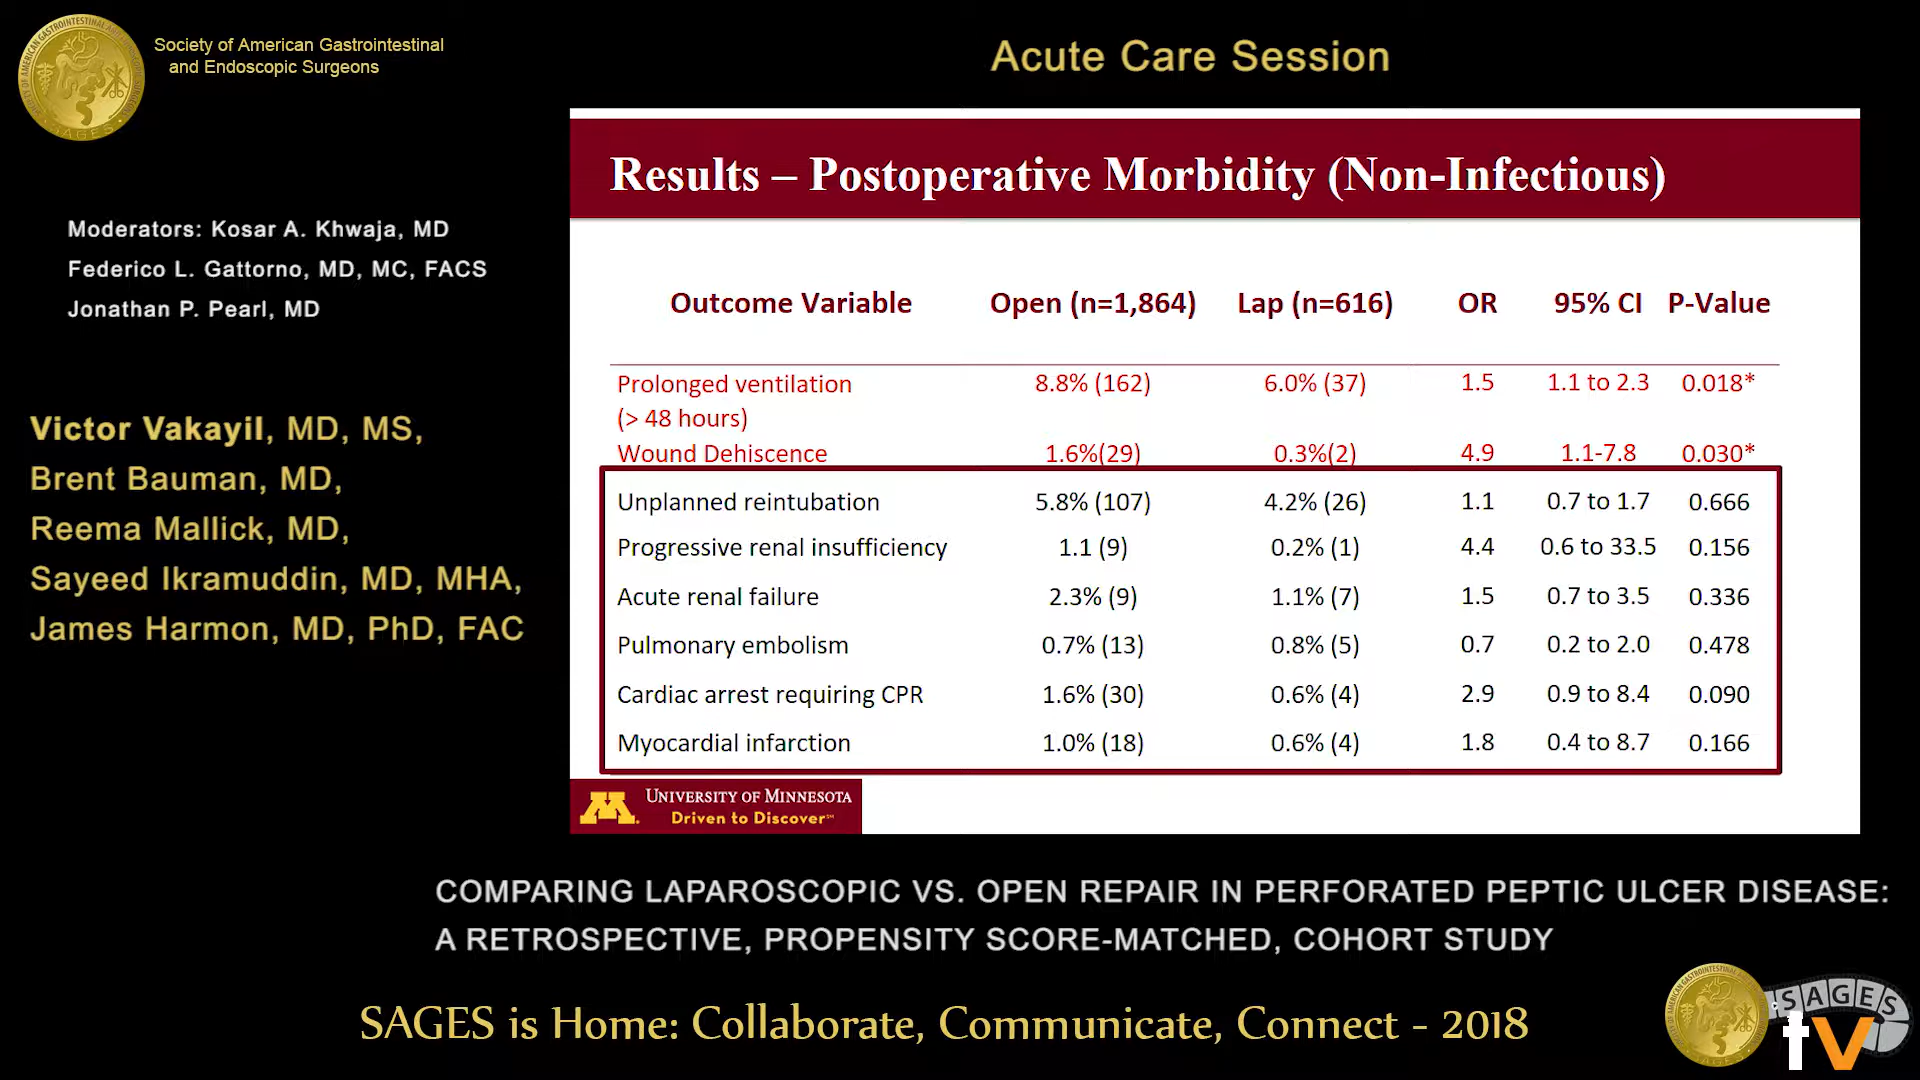 Society of American Gastrointestinal
and Endoscopic Surgeons
Acute Care Session
Moderators: Kosar A. Khwaja, MD
Federico L. Gattorno, MD, MC, FACS
Jonathan P. Pearl, MD
Victor Vakayil, MD, MS,
Brent Bauman, MD,
Reema Mallick, MD,
Sayeed Ikramuddin, MD, MHA,
James Harmon, MD, PhD, FAC
Results – Postoperative Morbidity (Non-Infectious)
Outcome Variable Open (n=1,864) Lap (n=616) OR 95% CI P-Value
Prolonged ventilation 8.8% (162) 6.0% (37) 1.5 1.1 to 2.3 0.018*
(> 48 hours)
Wound Dehiscence 1.6%(29) 0.3%(2) 4.9 1.1-7.8 0.030*
Unplanned reintubation 5.8% (107) 4.2% (26) 1.1 0.7 to 1.7 0.666
Progressive renal insufficiency 1.1 (9) 0.2% (1) 4.4 0.6 to 33.5 0.156
Acute renal failure 2.3% (9) 1.1% (7) 1.5 0.7 to 3.5 0.336
Pulmonary embolism 0.7% (13) 0.8% (5) 0.7 0.2 to 2.0 0.478
Cardiac arrest requiring CPR 1.6% (30) 0.6% (4) 2.9 0.9 to 8.4 0.090
Myocardial infarction 1.0% (18) 0.6% (4) 1.8 0.4 to 8.7 0.166
M
UNIVERSITY OF MINNESOTA
Driven to Discover℠
COMPARING LAPAROSCOPIC VS. OPEN REPAIR IN PERFORATED PEPTIC ULCER DISEASE:
A RETROSPECTIVE, PROPENSITY SCORE-MATCHED, COHORT STUDY
SAGES is Home: Collaborate, Communicate, Connect - 2018
SAGES
tV